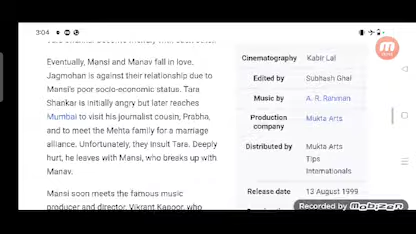 3:04
Eventually, Mansi and Manav fall in love.
Jagmohan is against their relationship due to
Mansi's poor socio-economic status. Tara
Shankar is initially angry but later reaches
Mumbai to visit his journalist cousin, Prabha,
and to meet the Mehta family for a marriage
alliance. Unfortunately, they insult Tara. Deeply
hurt, he leaves with Mansi, who breaks up with
Manav.
Mansi soon meets the famous music
producer and director, Vikrant Kapoor, who
Cinematography Kabir Lal
Edited by Subhash Ghai
Music by A. R. Rahman
Production company Mukta Arts
Distributed by Mukta Arts
Tips
Internationals
Release date 13 August 1999
Recorded by Mobizen